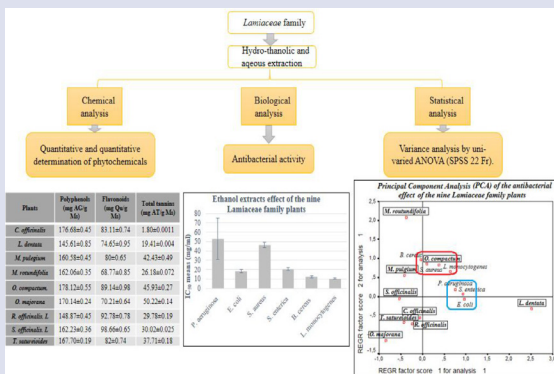 Lamiaceae family
Hydro-thanolic and
aqeous extraction
Chemical
analysis
Biological
analysis
Statistical
analysis
Quantitative and quantitative
determination of phytochemicals
Antibacterial activity
Variance analysis by uni-
varied ANOVA (SPSS 22 Fr).
Plants Polyphenols (mg AG/g Ms) Flavonoids (mg Qu/g Ms) Total tannins (mg AT/g Ms)
C. officinalis 176.68±0.45 83.11±0.74 1.80±0.0011
L. dentata 145.61±0.85 74.65±0.95 19.41±0.004
M. pulegium 160.58±0.45 80±0.65 42.43±0.49
M. rotundifolia 162.06±0.35 68.77±0.85 26.18±0.072
O. compactum 178.12±0.55 89.14±0.98 45.93±0.27
O. majorana 170.14±0.24 70.21±0.64 50.22±0.14
R. officinalis L 148.87±0.45 92.78±0.78 29.78±0.19
S. officinalis L 162.23±0.36 98.66±0.65 30.02±0.025
T. satureioides 167.70±0.19 82±0.74 37.71±0.18
Ethanol extracts effect of the nine
Lamiaceae family plants
IC50 means (mg/ml)
80
70
60
50
40
30
20
10
0
P. aeruginosa
E. coli
S. aureus
S. enterica
B. cereus
L. monocytogenes
Principal Component Analysis (PCA) of the antibacterial
effect of the nine Lamiaceae family plants
REGR factor score 2 for analysis 1
M. rotundifolia
B. cereus
O. compactum
S. aureus
L. monocytogenes
M. pulegium
P. aeruginosa
S. enterica
E. coli
S. officinalis
L. dentata
C. officinalis
T. satureioides
R. officinalis
O. majorana
REGR factor score 1 for analysis 1